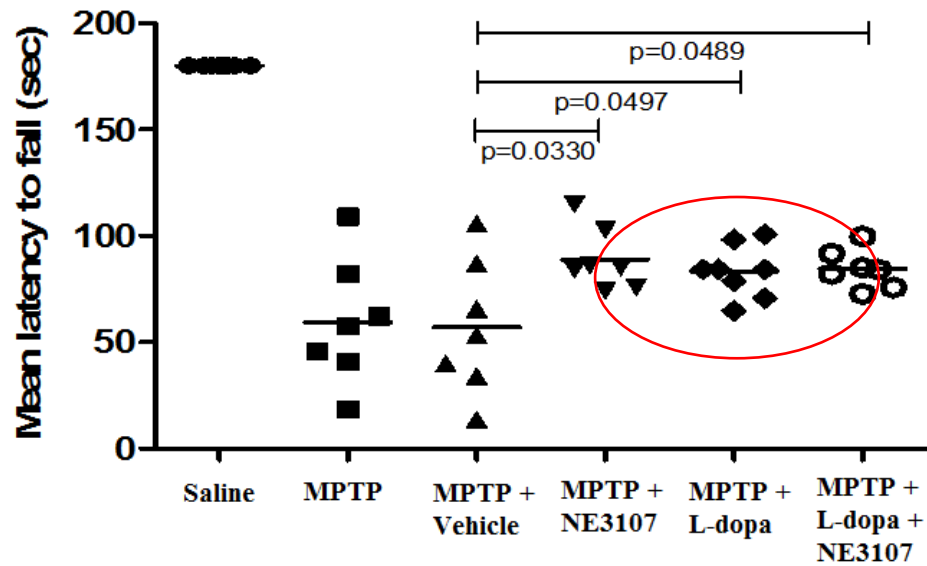 Mean latency to fall (sec)
200
150
100
50
0
p=0.0489
p=0.0497
p=0.0330
Saline
MPTP
MPTP +
Vehicle
MPTP +
NE3107
MPTP +
L-dopa
MPTP +
L-dopa +
NE3107